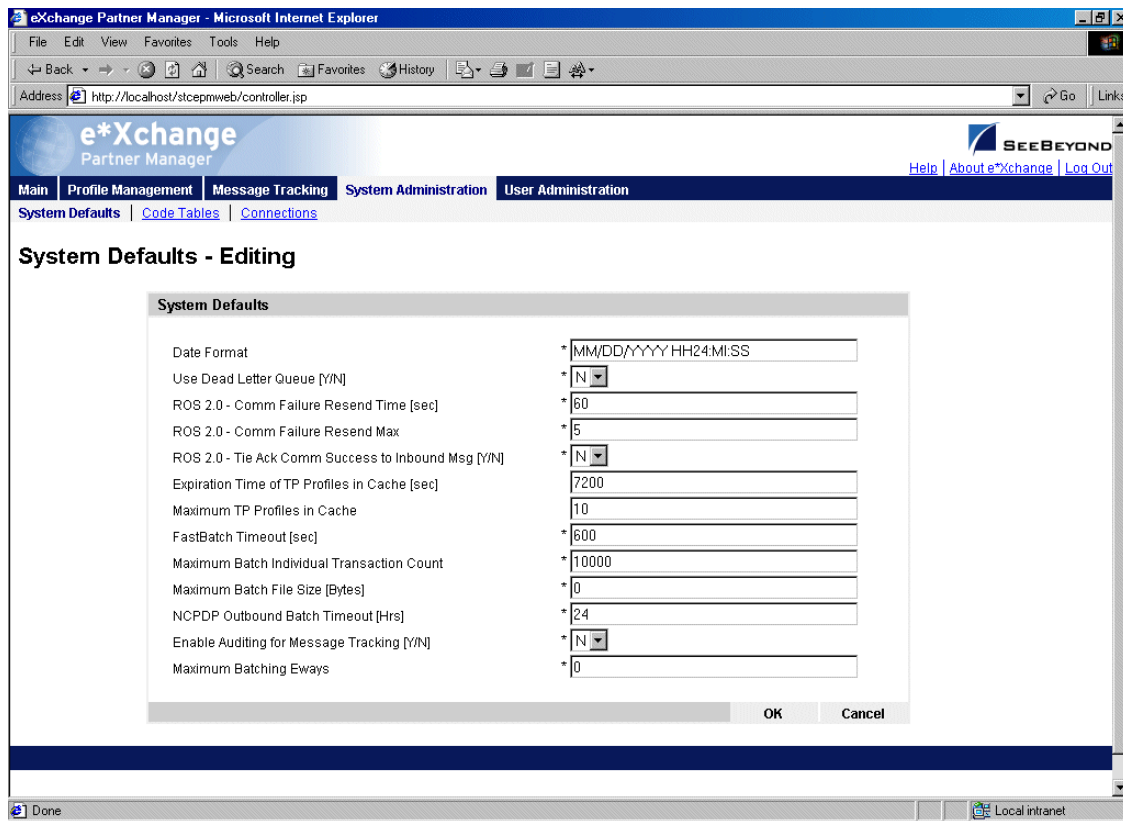 eXchange Partner Manager - Microsoft Internet Explorer
File Edit View Favorites Tools Help
Back Search Favorites History
Address http://localhost/stcepmweb/controller.jsp Go Links
e*Xchange
Partner Manager
SEEBEYOND
Help | About e*Xchange | Log Out
Main Profile Management Message Tracking System Administration User Administration
System Defaults | Code Tables | Connections
System Defaults - Editing
System Defaults
Date Format * MM/DD/YYYY HH24:MI:SS
Use Dead Letter Queue [Y/N] * N
ROS 2.0 - Comm Failure Resend Time [sec] * 60
ROS 2.0 - Comm Failure Resend Max * 5
ROS 2.0 - Tie Ack Comm Success to Inbound Msg [Y/N] * N
Expiration Time of TP Profiles in Cache [sec] 7200
Maximum TP Profiles in Cache 10
FastBatch Timeout [sec] * 600
Maximum Batch Individual Transaction Count * 10000
Maximum Batch File Size [Bytes] * 0
NCPDP Outbound Batch Timeout [Hrs] * 24
Enable Auditing for Message Tracking [Y/N] * N
Maximum Batching Eways * 0
OK Cancel
Done Local intranet